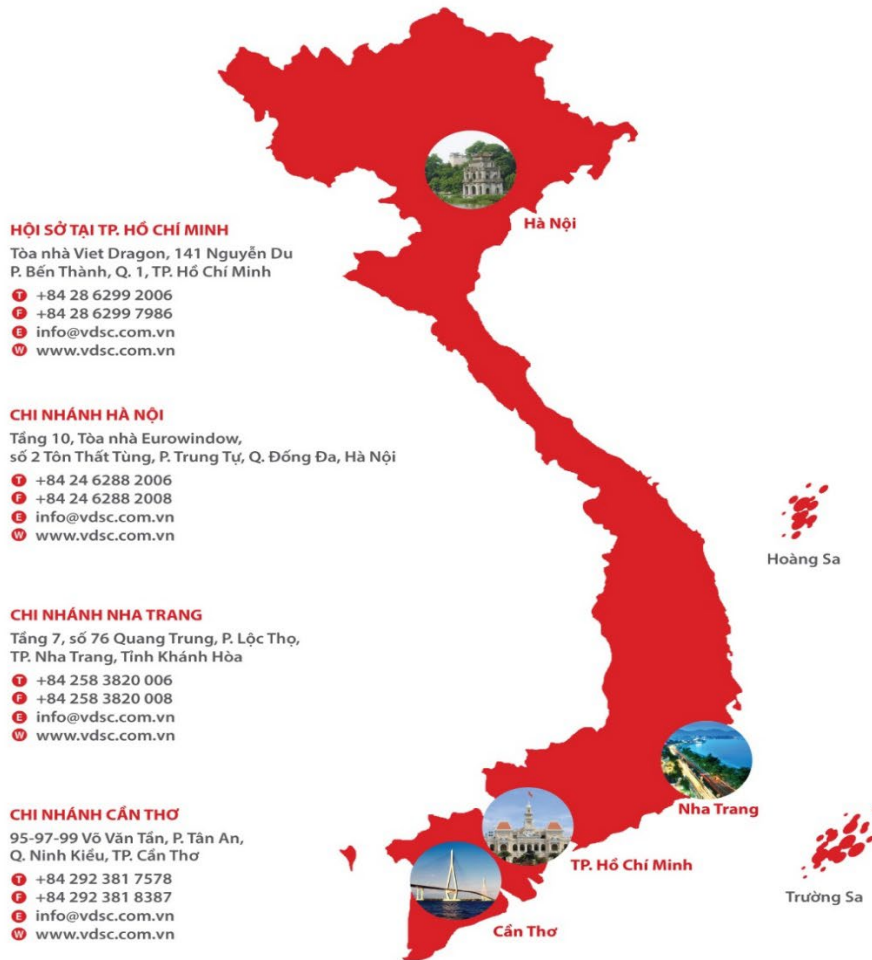 HỘI SỞ TẠI TP. HỒ CHÍ MINH
Tòa nhà Viet Dragon, 141 Nguyễn Du
P. Bến Thành, Q. 1, TP. Hồ Chí Minh
T +84 28 6299 2006
F +84 28 6299 7986
E info@vdsc.com.vn
W www.vdsc.com.vn
CHI NHÁNH HÀ NỘI
Tầng 10, Tòa nhà Eurowindow,
số 2 Tôn Thất Tùng, P. Trung Tự, Q. Đống Đa, Hà Nội
T +84 24 6288 2006
F +84 24 6288 2008
E info@vdsc.com.vn
W www.vdsc.com.vn
CHI NHÁNH NHA TRANG
Tầng 7, số 76 Quang Trung, P. Lộc Thọ,
TP. Nha Trang, Tỉnh Khánh Hòa
T +84 258 3820 006
F +84 258 3820 008
E info@vdsc.com.vn
W www.vdsc.com.vn
CHI NHÁNH CẦN THƠ
95-97-99 Võ Văn Tần, P. Tân An,
Q. Ninh Kiều, TP. Cần Thơ
T +84 292 381 7578
F +84 292 381 8387
E info@vdsc.com.vn
W www.vdsc.com.vn
Hà Nội
Hoàng Sa
Nha Trang
TP. Hồ Chí Minh
Trường Sa
Cần Thơ